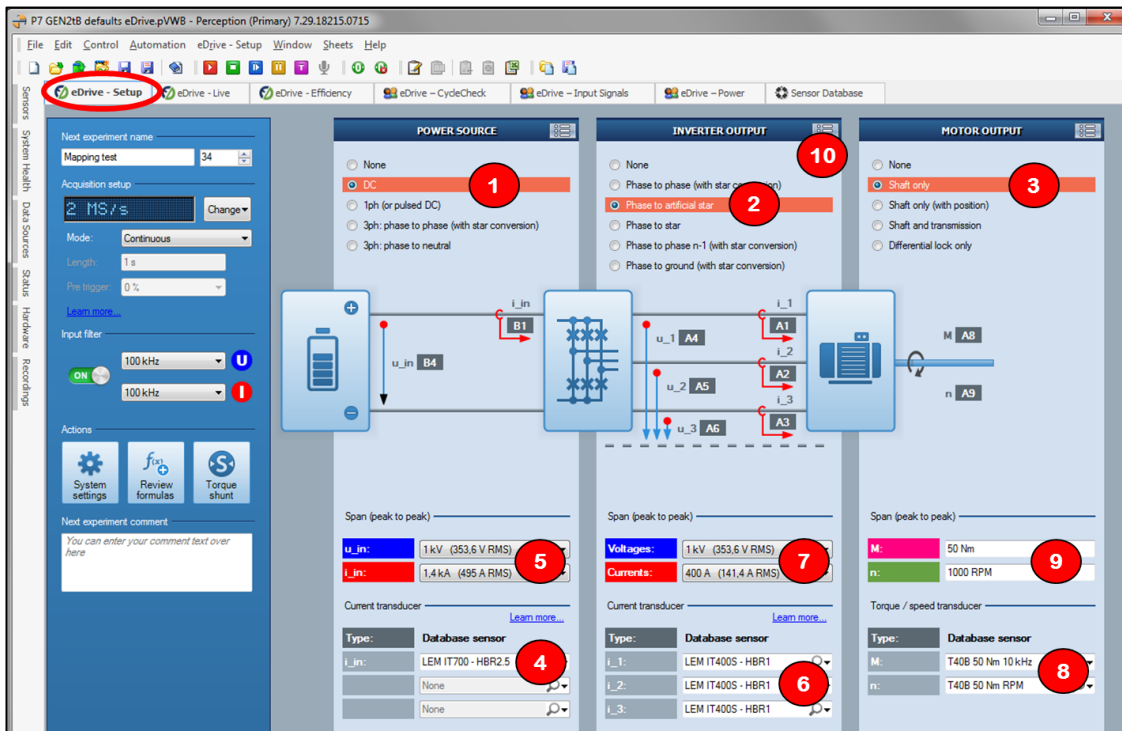 P7 GEN2tB defaults eDrive.pVWB - Perception (Primary) 7.29.18215.0715
File Edit Control Automation eDrive - Setup Window Sheets Help
eDrive - Setup eDrive - Live eDrive - Efficiency eDrive – CycleCheck eDrive – Input Signals eDrive – Power Sensor Database
Sensors
System Health
Data Sources
Status
Hardware
Recordings
Next experiment name
Mapping test 34
Acquisition setup
2 MS/s Change
Mode: Continuous
Length: 1 s
Pre trigger: 0 %
Learn more...
Input filter
100 kHz U
ON
100 kHz I
Actions
System settings
Review formulas
Torque shunt
f(x)
S
Next experiment comment
You can enter your comment text over
here
POWER SOURCE
None
DC
1
1ph (or pulsed DC)
3ph: phase to phase (with star conversion)
3ph: phase to neutral
INVERTER OUTPUT
10
None
Phase to phase (with star conversion)
Phase to artificial star
2
Phase to star
Phase to phase n-1 (with star conversion)
Phase to ground (with star conversion)
MOTOR OUTPUT
None
Shaft only
3
Shaft only (with position)
Shaft and transmission
Differential lock only
i_in
B1
u_in B4
i_1
A1
u_1 A4
i_2
A2
u_2 A5
i_3
A3
u_3 A6
M A8
n A9
Span (peak to peak)
u_in: 1 kV (353,6 V RMS)
i_in: 1,4 kA (495 A RMS)
5
Current transducer
Learn more...
Type: Database sensor
i_in: LEM IT700 - HBR2.5
4
None
None
Span (peak to peak)
Voltages: 1 kV (353,6 V RMS)
Currents: 400 A (141,4 A RMS)
7
Current transducer
Learn more...
Type: Database sensor
i_1: LEM IT400S - HBR1
i_2: LEM IT400S - HBR1
6
i_3: LEM IT400S - HBR1
Span (peak to peak)
M: 50 Nm
n: 1000 RPM
9
Torque / speed transducer
Type: Database sensor
M: T40B 50 Nm 10 kHz
n: T40B 50 Nm RPM
8